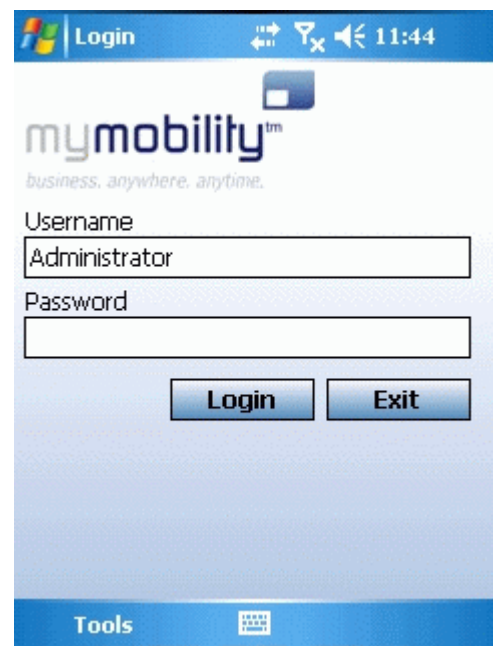 Login 11:44
mymobility™
business. anywhere. anytime.
Username
Administrator
Password
Login Exit
Tools